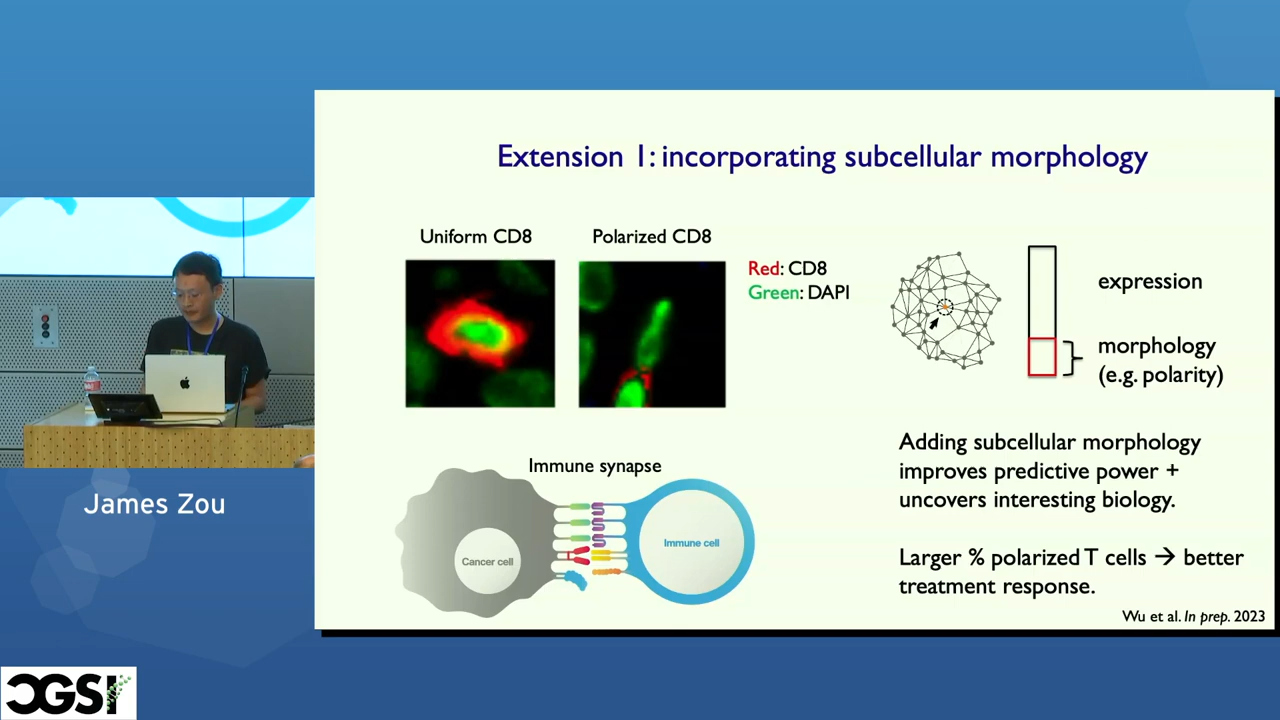 Extension 1: incorporating subcellular morphology
Uniform CD8
Polarized CD8
Red: CD8
Green: DAPI
expression
morphology
(e.g. polarity)
Immune synapse
Cancer cell
Immune cell
Adding subcellular morphology
improves predictive power +
uncovers interesting biology.
Larger % polarized T cells → better
treatment response.
Wu et al. In prep. 2023
James Zou
CGSI